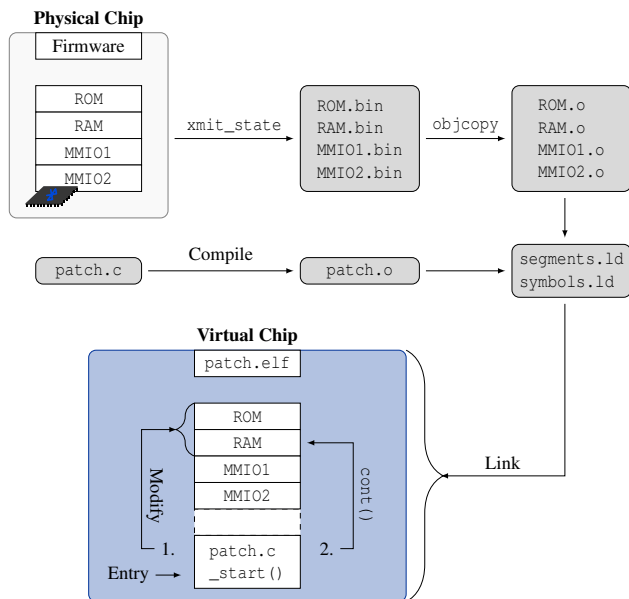 Physical Chip
Firmware
ROM
RAM
MMIO1
MMIO2
xmit_state
ROM.bin
RAM.bin
MMIO1.bin
MMIO2.bin
objcopy
ROM.o
RAM.o
MMIO1.o
MMIO2.o
patch.c
Compile
patch.o
segments.ld
symbols.ld
Virtual Chip
patch.elf
ROM
RAM
MMIO1
MMIO2
Modify
cont()
Link
1.
patch.c
_start()
2.
Entry